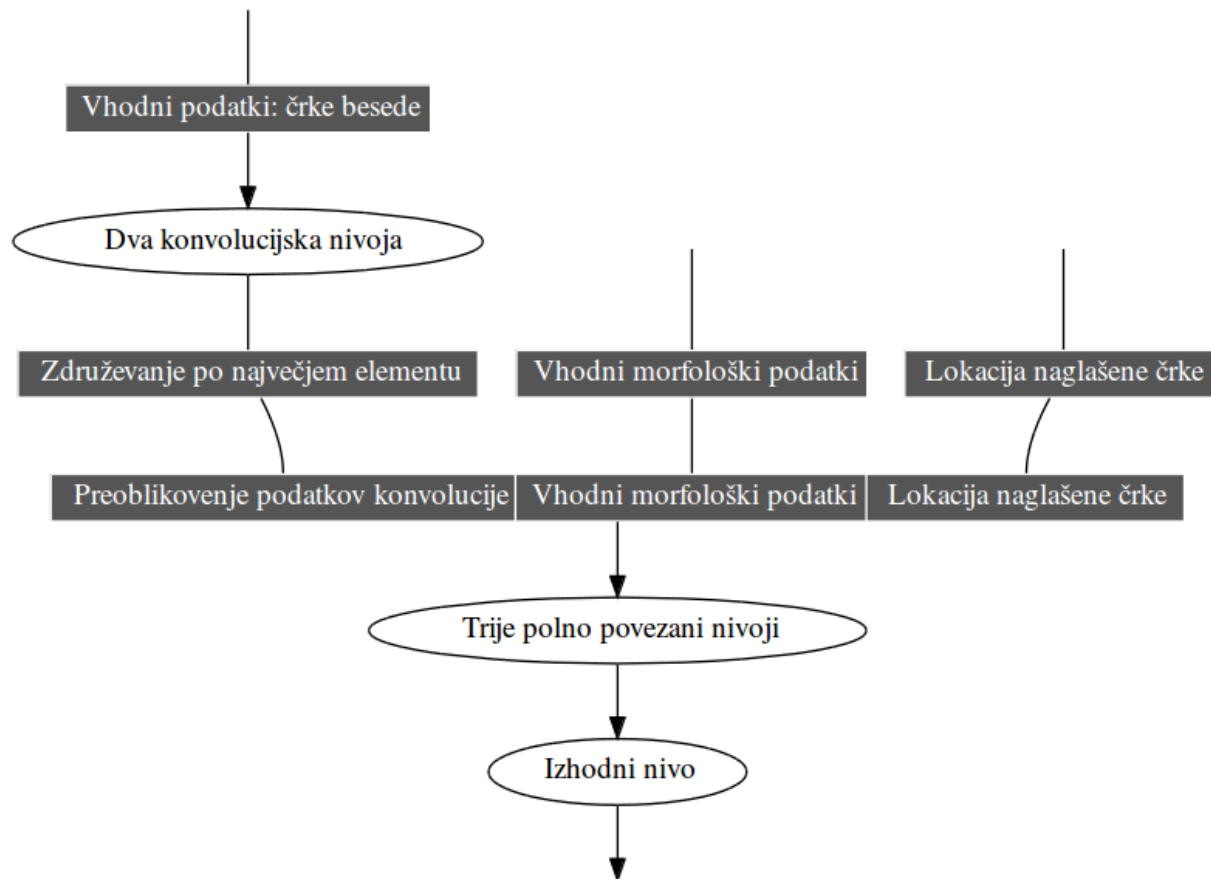 Vhodni podatki: črke besede
Dva konvolucijska nivoja
Združevanje po največjem elementu
Vhodni morfološki podatki
Lokacija naglašene črke
Preoblikovenje podatkov konvolucije
Vhodni morfološki podatki
Lokacija naglašene črke
Trije polno povezani nivoji
Izhodni nivo